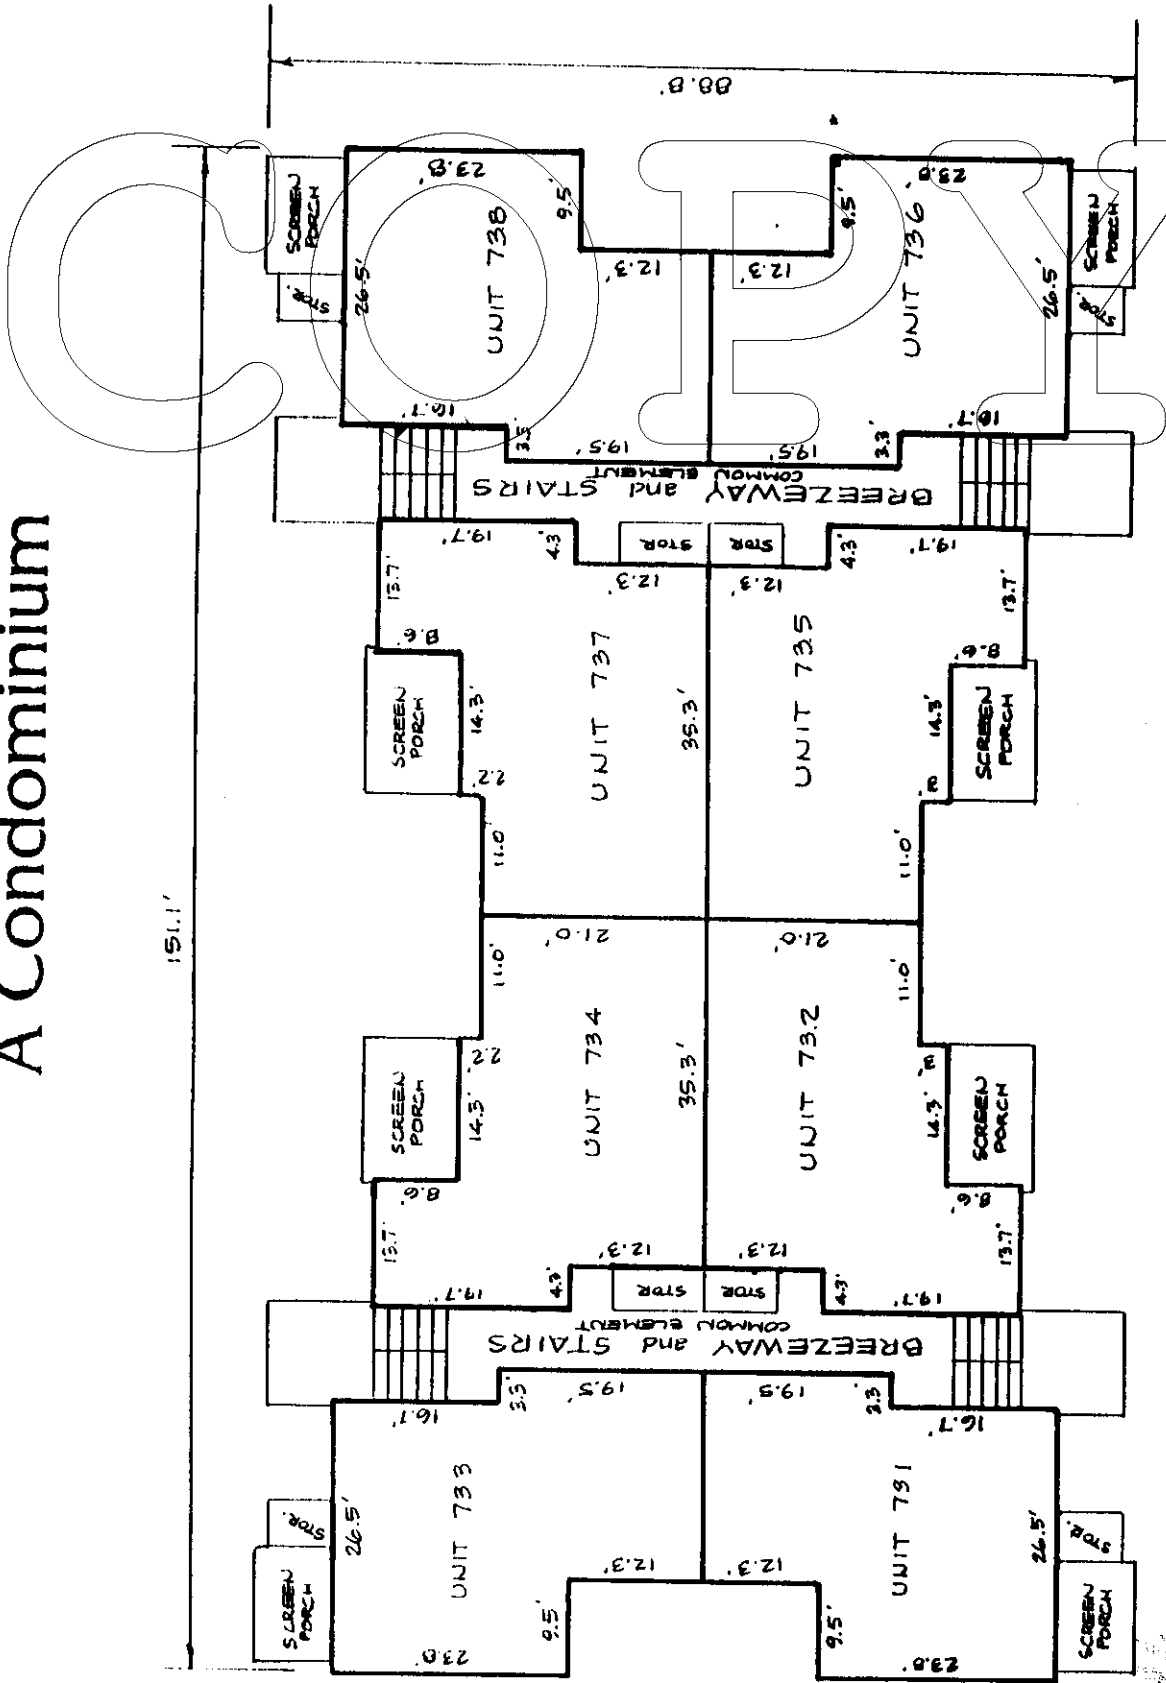 A Condominium
151.1'
88.8'
COPY
SCREEN
PORCH
STOR.
26.5'
23.8'
9.5'
UNIT 738
12.3'
16.7'
3.3'
19.5'
23.8'
9.5'
UNIT 736
12.3'
26.5'
SCREEN
PORCH
STOR.
16.7'
3.3'
19.5'
BREEZEWAY and STAIRS
COMMON ELEMENT
19.7'
4.3'
STOR
STOR
4.3'
19.7'
13.7'
12.3'
12.3'
13.7'
8.6'
8.6'
SCREEN
PORCH
14.3'
UNIT 737
35.3'
UNIT 735
14.3'
SCREEN
PORCH
2.2'
11.0'
11.0'
21.0'
21.0'
11.0'
11.0'
2.2'
SCREEN
PORCH
14.3'
UNIT 734
35.3'
UNIT 732
14.3'
SCREEN
PORCH
8.6'
8.6'
13.7'
12.3'
12.3'
13.7'
19.7'
4.3'
STOR
STOR
4.3'
19.7'
BREEZEWAY and STAIRS
COMMON ELEMENT
16.7'
3.3'
19.5'
19.5'
3.3
16.7'
STOR.
SCREEN
PORCH
26.5'
UNIT 733
12.3'
9.5'
23.8'
12.3'
UNIT 731
9.5'
23.8'
26.5'
STOR.
SCREEN
PORCH